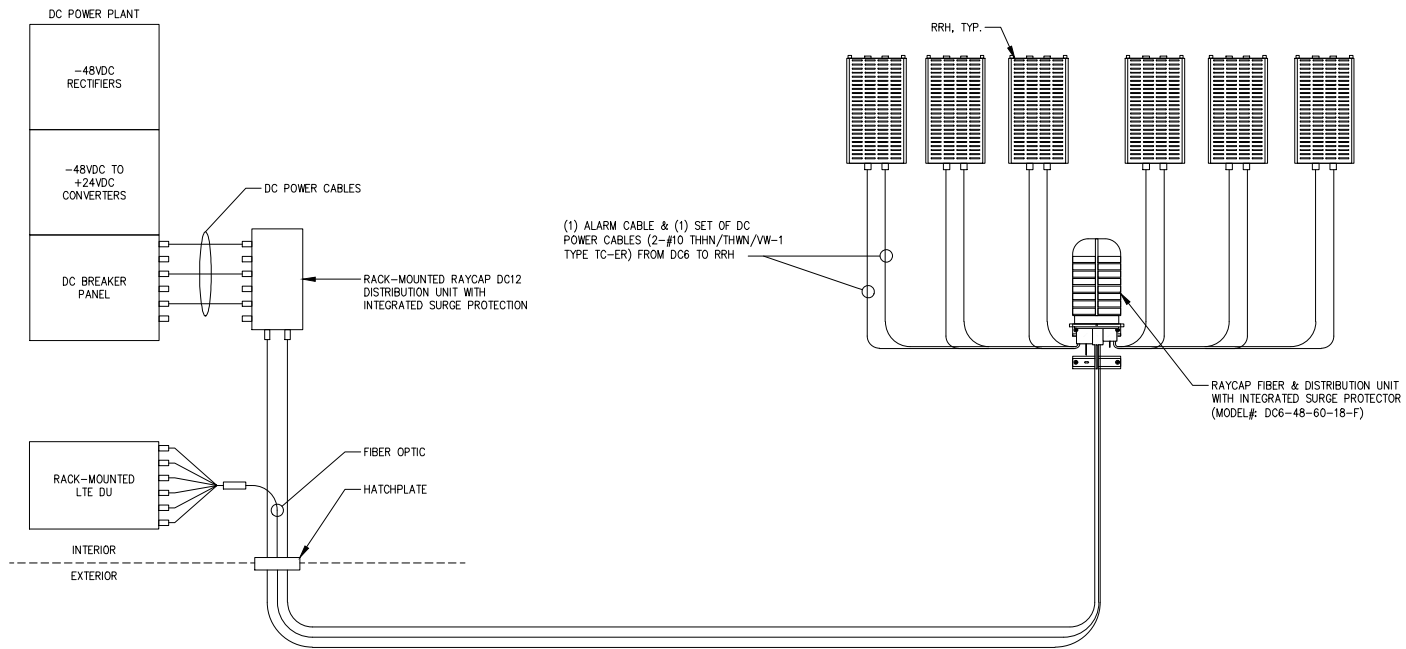 DC POWER PLANT
-48VDC
RECTIFIERS
-48VDC TO
+24VDC
CONVERTERS
DC BREAKER
PANEL
DC POWER CABLES
RACK-MOUNTED RAYCAP DC12
DISTRIBUTION UNIT WITH
INTEGRATED SURGE PROTECTION
RRH, TYP.
(1) ALARM CABLE & (1) SET OF DC
POWER CABLES (2-#10 THHN/THWN/VW-1
TYPE TC-ER) FROM DC6 TO RRH
RAYCAP FIBER & DISTRIBUTION UNIT
WITH INTEGRATED SURGE PROTECTOR
(MODEL#: DC6-48-60-18-F)
RACK-MOUNTED
LTE DU
FIBER OPTIC
HATCHPLATE
INTERIOR
EXTERIOR